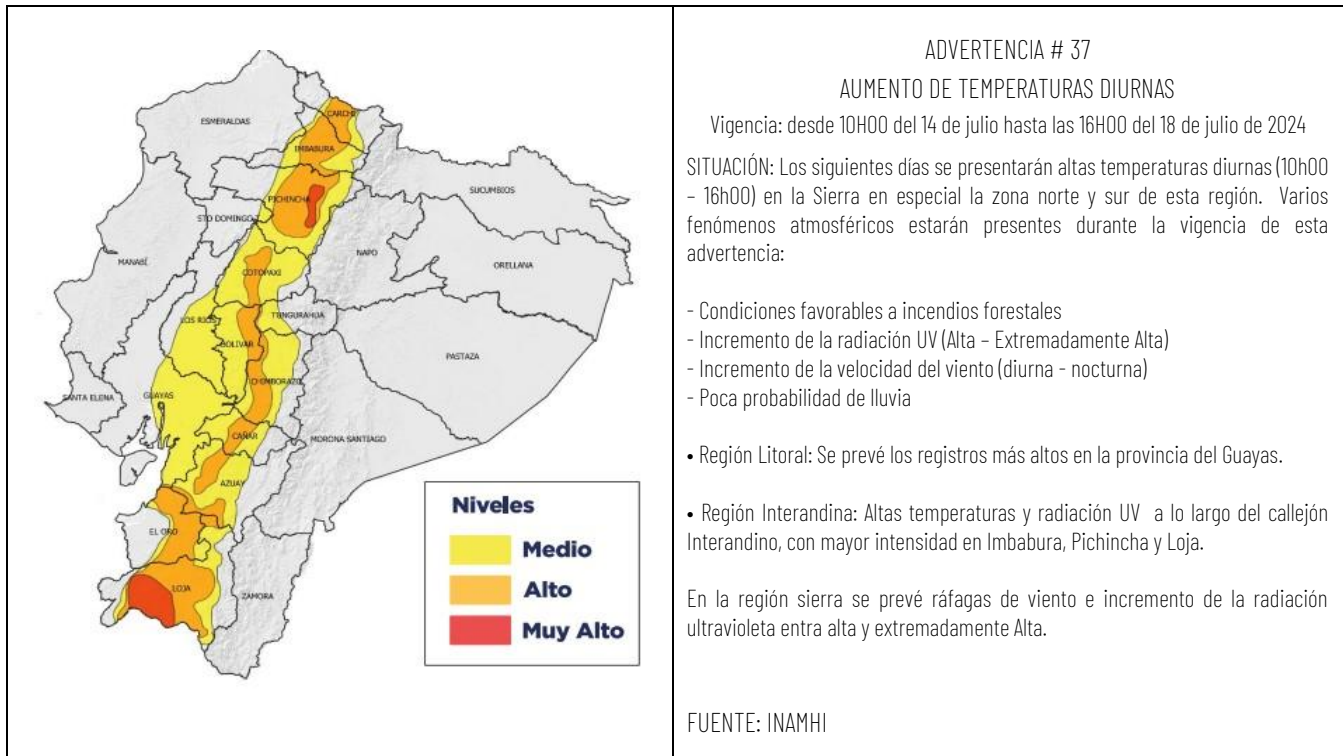 CARCHI
ESMERALDAS
IMBABURA
SUCUMBIOS
PICHINCHA
STO DOMINGO
NAPO
MANABÍ
ORELLANA
COTOPAXI
LOS RIOS
TUNGURAHUA
BOLIVAR
PASTAZA
CHIMBORAZO
SANTA ELENA
GUAYAS
CAÑAR
MORONA SANTIAGO
AZUAY
EL ORO
LOJA
ZAMORA
Niveles
Medio
Alto
Muy Alto
ADVERTENCIA # 37
AUMENTO DE TEMPERATURAS DIURNAS
Vigencia: desde 10H00 del 14 de julio hasta las 16H00 del 18 de julio de 2024
SITUACIÓN: Los siguientes días se presentarán altas temperaturas diurnas (10h00
– 16h00) en la Sierra en especial la zona norte y sur de esta región. Varios
fenómenos atmosféricos estarán presentes durante la vigencia de esta
advertencia:
- Condiciones favorables a incendios forestales
- Incremento de la radiación UV (Alta – Extremadamente Alta)
- Incremento de la velocidad del viento (diurna - nocturna)
- Poca probabilidad de lluvia
• Región Litoral: Se prevé los registros más altos en la provincia del Guayas.
• Región Interandina: Altas temperaturas y radiación UV a lo largo del callejón
Interandino, con mayor intensidad en Imbabura, Pichincha y Loja.
En la región sierra se prevé ráfagas de viento e incremento de la radiación
ultravioleta entra alta y extremadamente Alta.
FUENTE: INAMHI